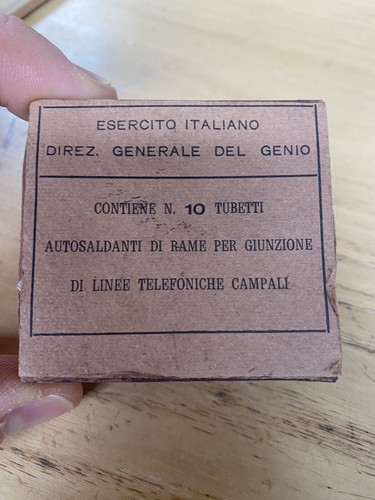 ESERCITO ITALIANO
DIREZ. GENERALE DEL GENIO
CONTIENE N. 10 TUBETTI
AUTOSALDANTI DI RAME PER GIUNZIONE
DI LINEE TELEFONICHE CAMPALI